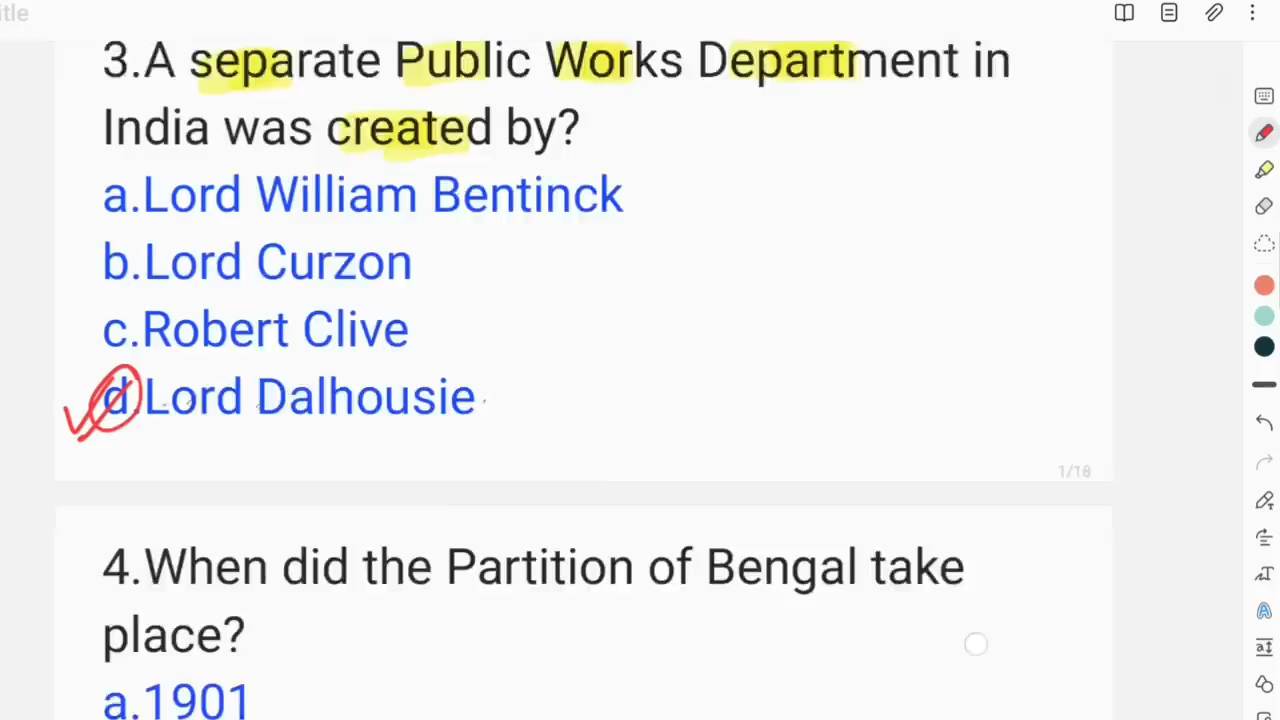 itle
3.A separate Public Works Department in
India was created by?
a.Lord William Bentinck
b.Lord Curzon
c.Robert Clive
d.Lord Dalhousie
1/18
4.When did the Partition of Bengal take
place?
a.1901